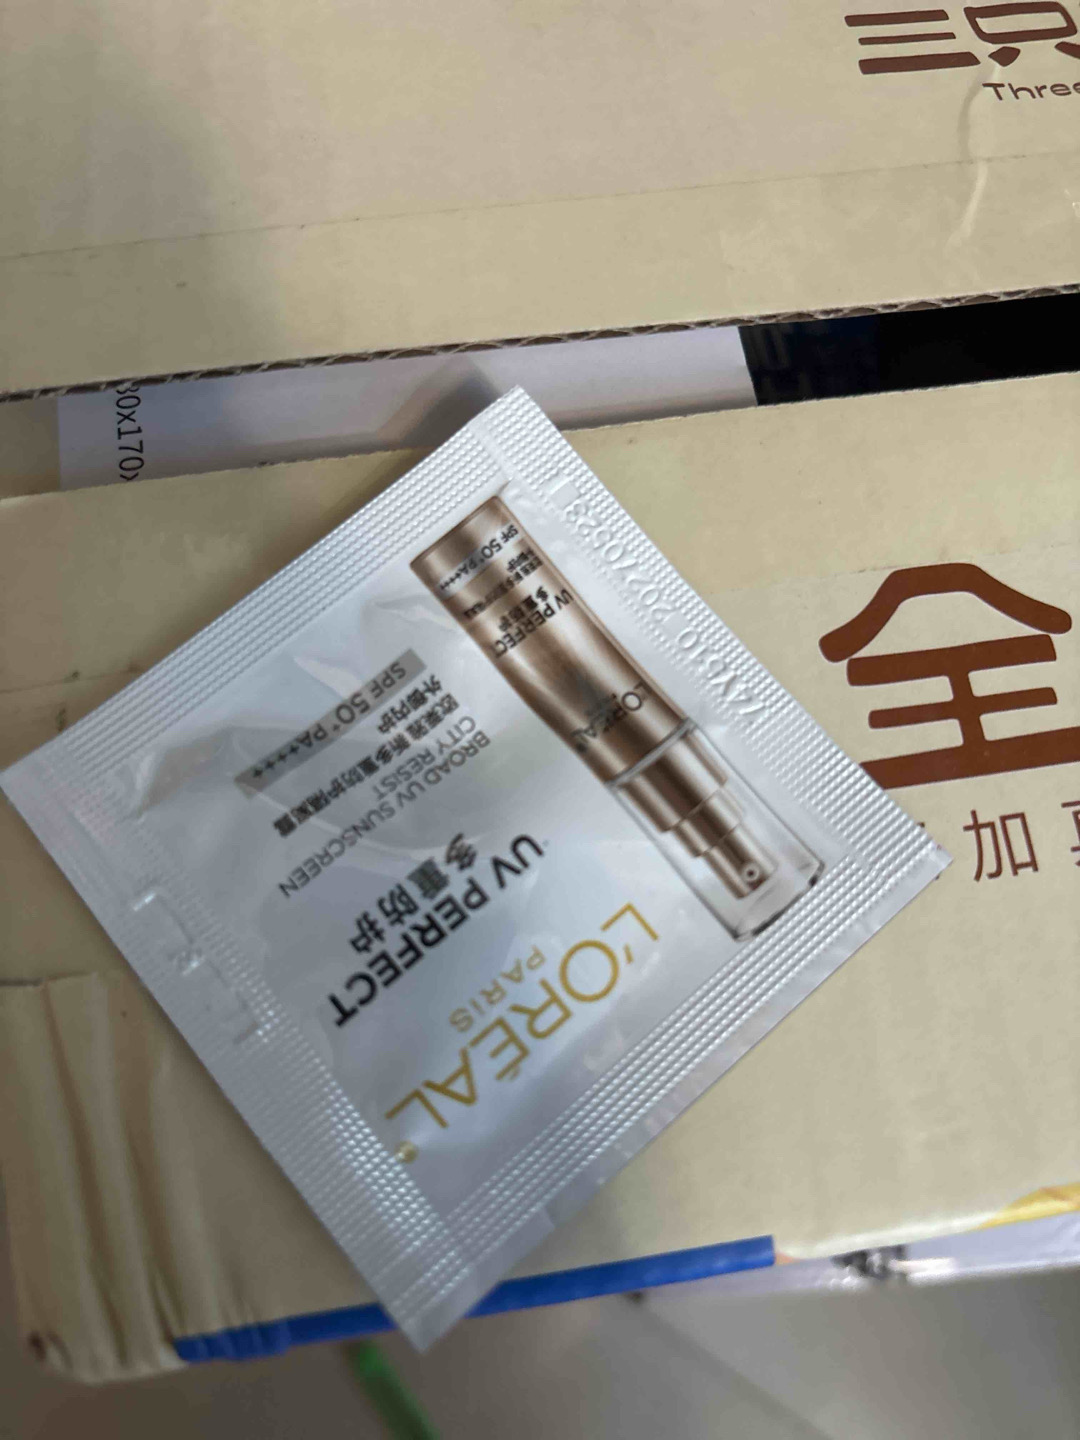 三只
Three
30x170x
全
加
L'ORÉAL
PARIS
UV PERFECT
多重防护
BROAD UV SUNSCREEN
CITY RESIST
欧莱雅新多重防护隔离露
外御内护
SPF 50+ PA++++
L'ORÉAL
UV PERFECT
多重防护
SPF 50+ PA++++